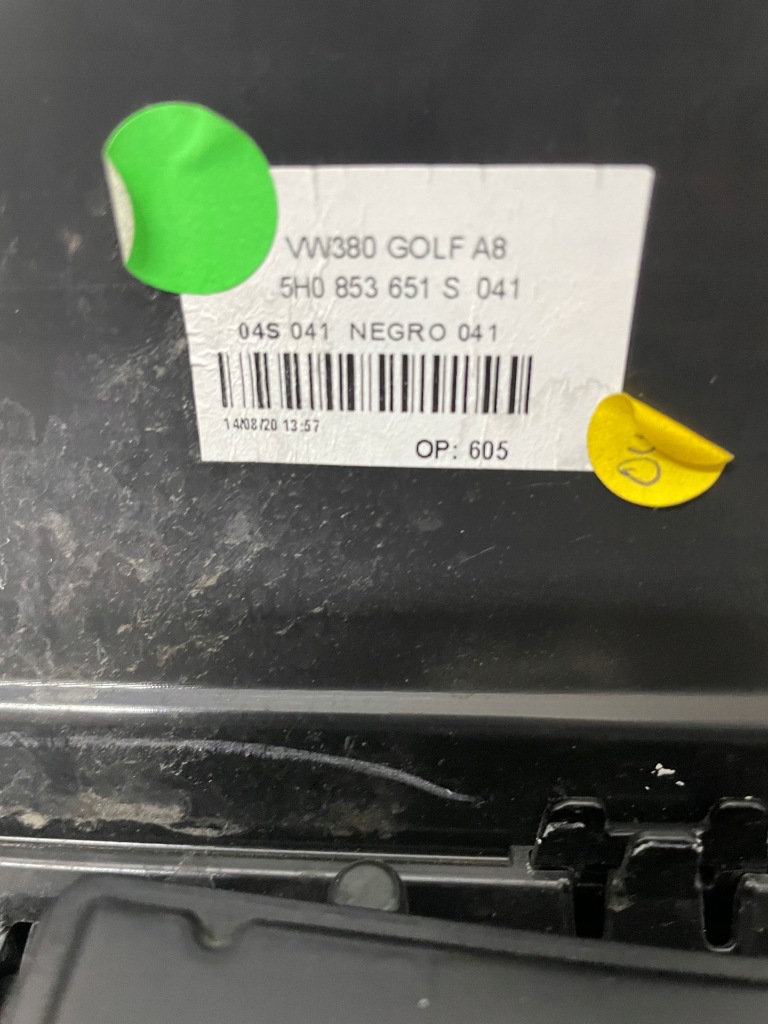 VW380 GOLF A8
5H0 853 651 S 041
04S 041 NEGRO 041
14/08/20 13:57
OP: 605